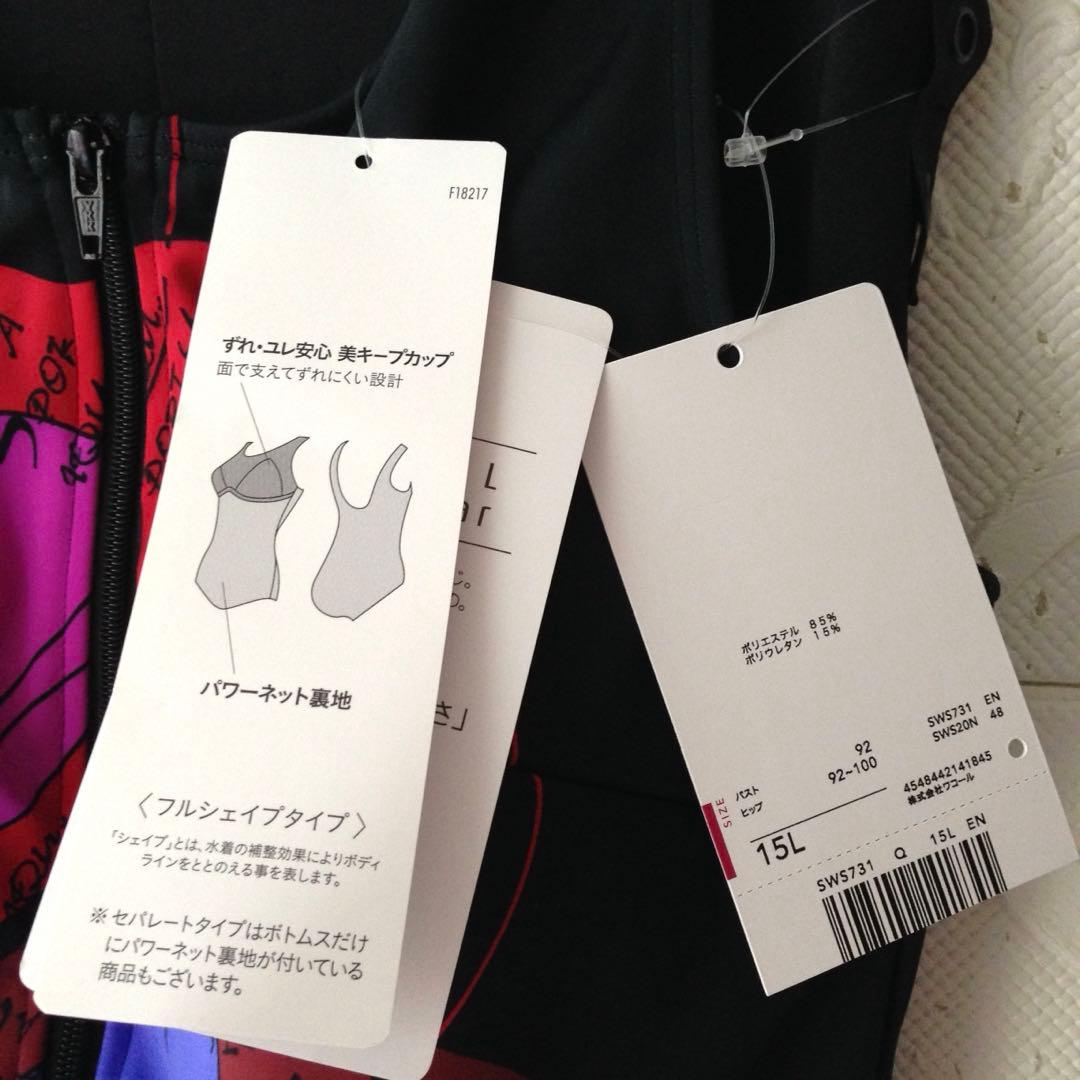 F18217
ずれ・ユレ安心 美キープカップ
面で支えてずれにくい設計
パワーネット裏地
〈フルシェイプタイプ〉
「シェイプ」とは、水着の補整効果によりボディ
ラインをととのえる事を表します。
※セパレートタイプはボトムスだけ
にパワーネット裏地が付いている
商品もございます。
L
ar
さ」
ポリエステル 85%
ポリウレタン 15%
SWS731 EN
SWS20N 48
バスト 92
ヒップ 92~100
4548442141845
株式会社ワコール
SIZE
15L
SWS731 Q 15L EN